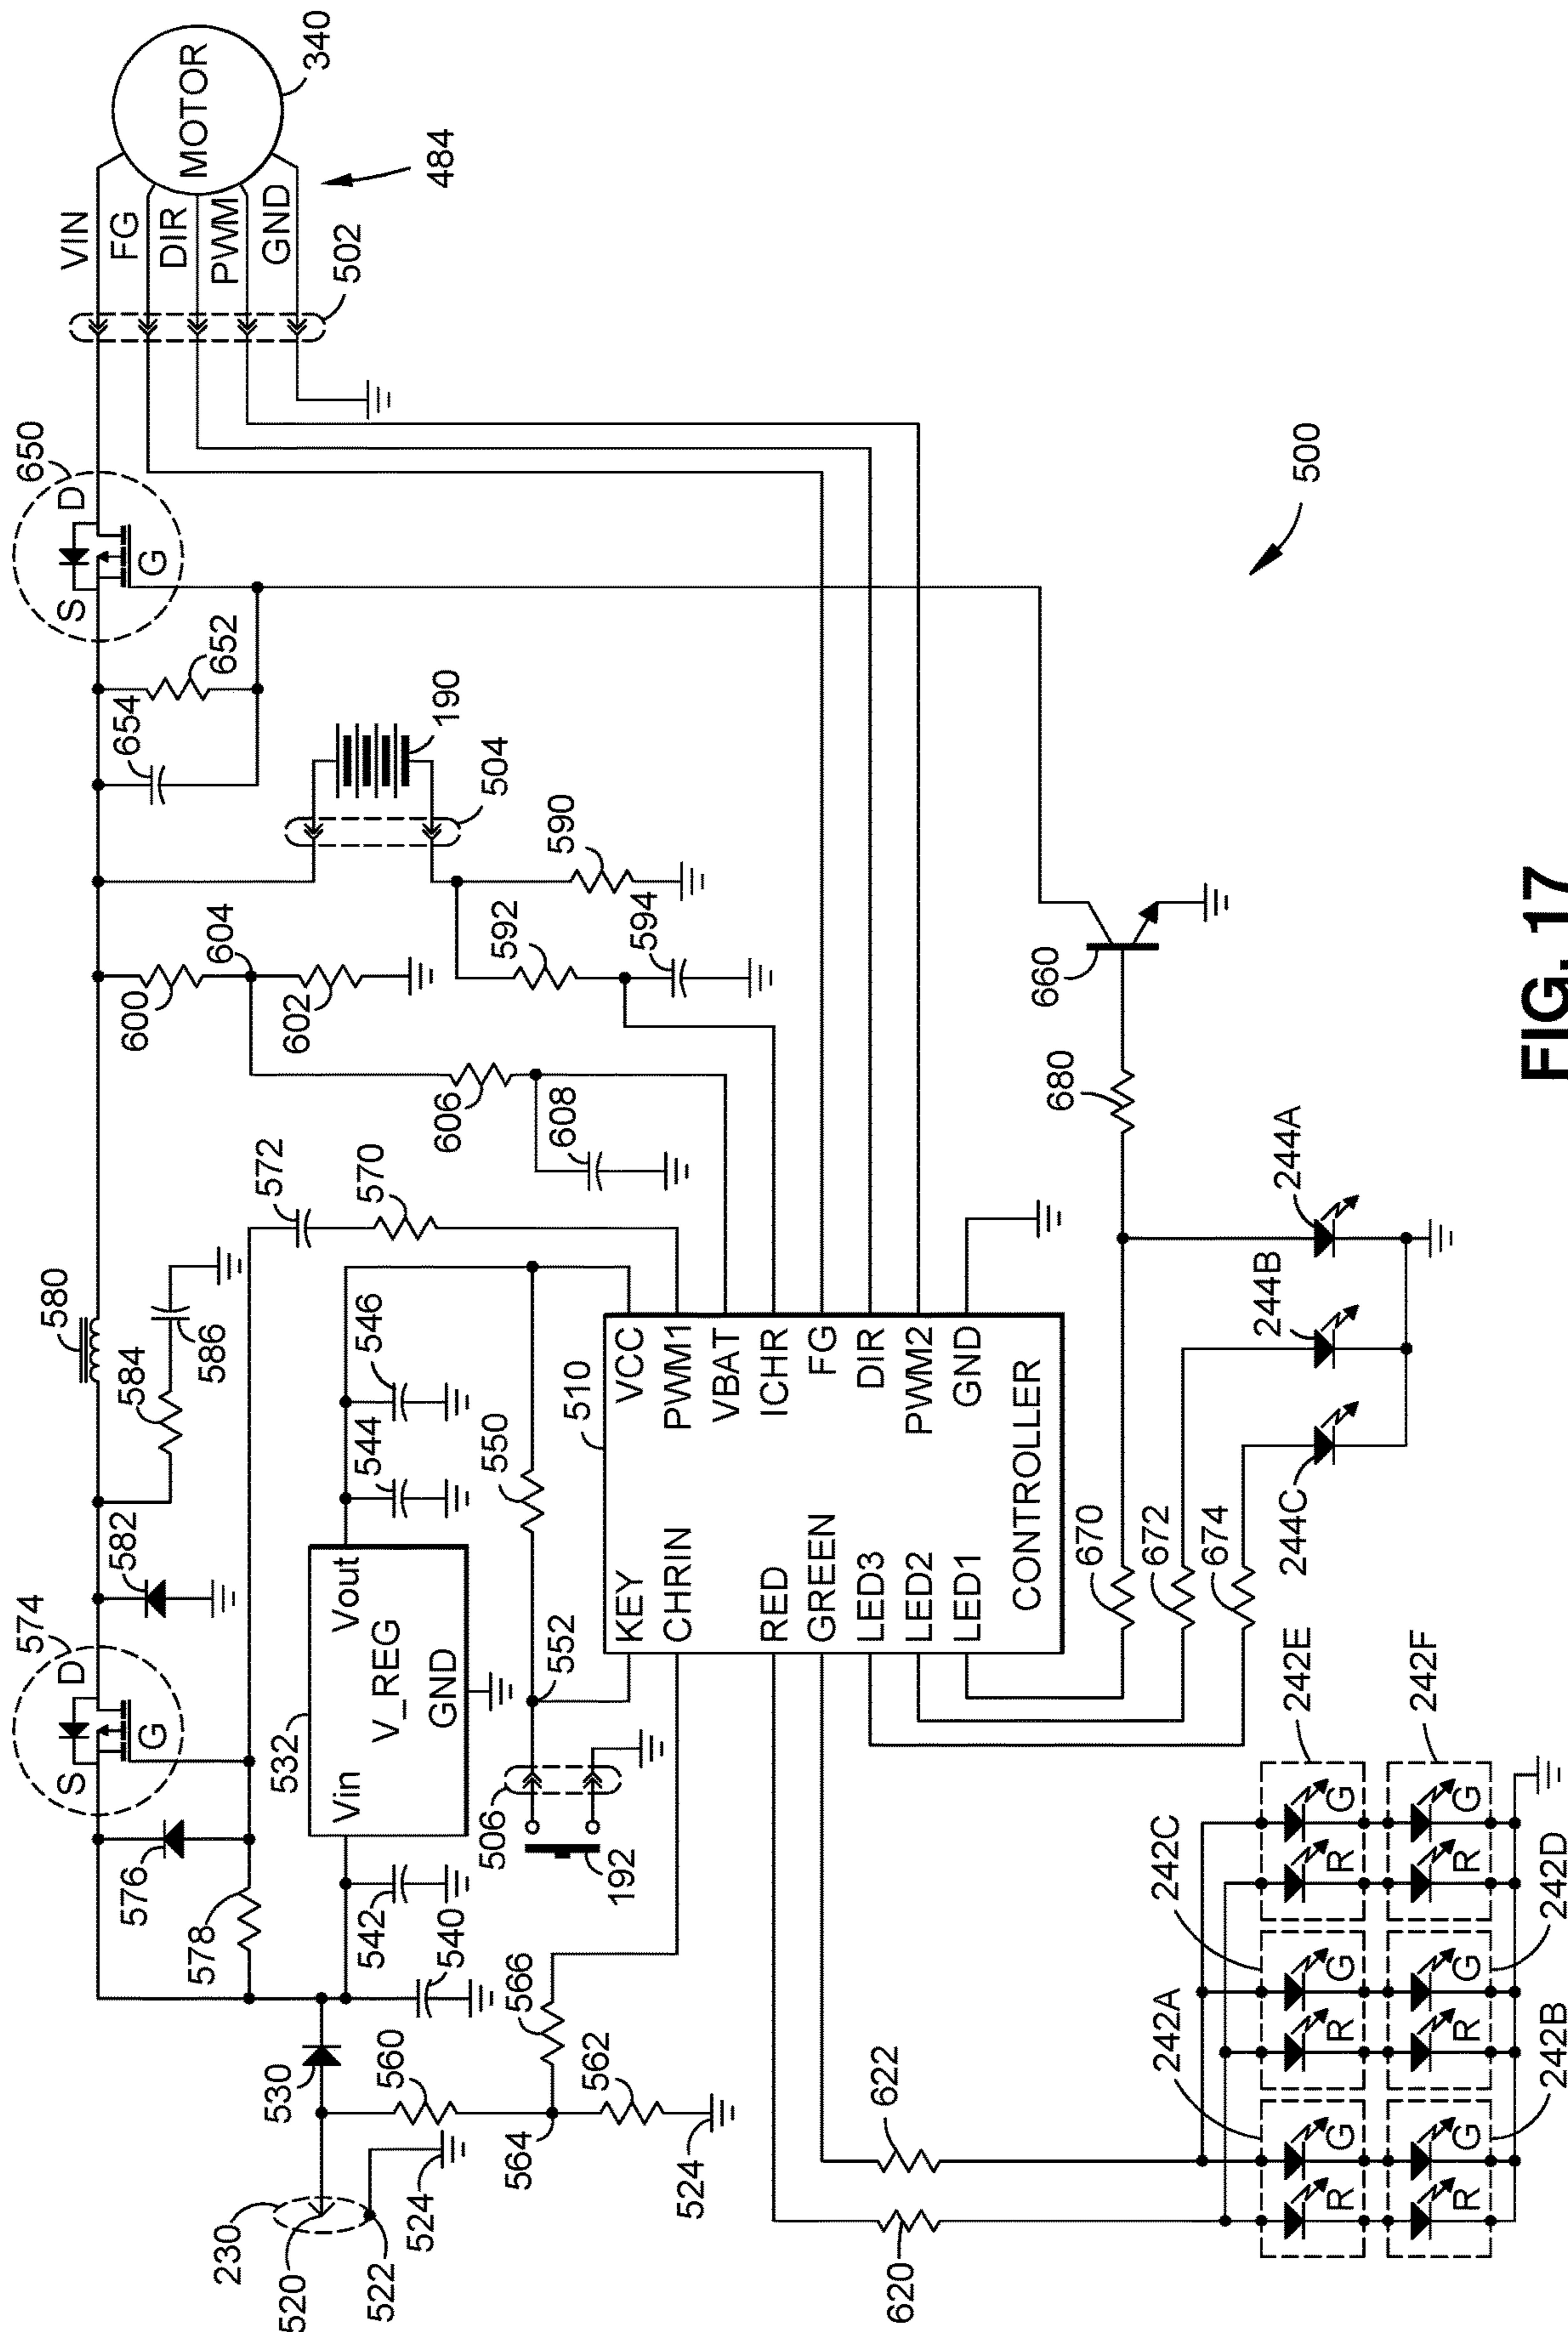 230
520
522
524
530
560
564
562
524
566
540
542
578
576
574
S
D
G
582
584
586
580
532
Vin
Vout
V_REG
GND
544
546
550
552
506
192
572
570
510
KEY
CHRIN
RED
GREEN
LED3
LED2
LED1
VCC
PWM1
VBAT
ICHR
FG
DIR
PWM2
GND
CONTROLLER
600
604
602
606
608
592
594
590
504
190
654
652
650
S
D
G
VIN
FG
DIR
PWM
GND
MOTOR
340
484
502
500
620
622
670
672
674
680
660
244A
244B
244C
242A
242C
242E
242F
R
G
R
G
R
G
R
G
R
G
R
G
242B
242D
FIG. 17